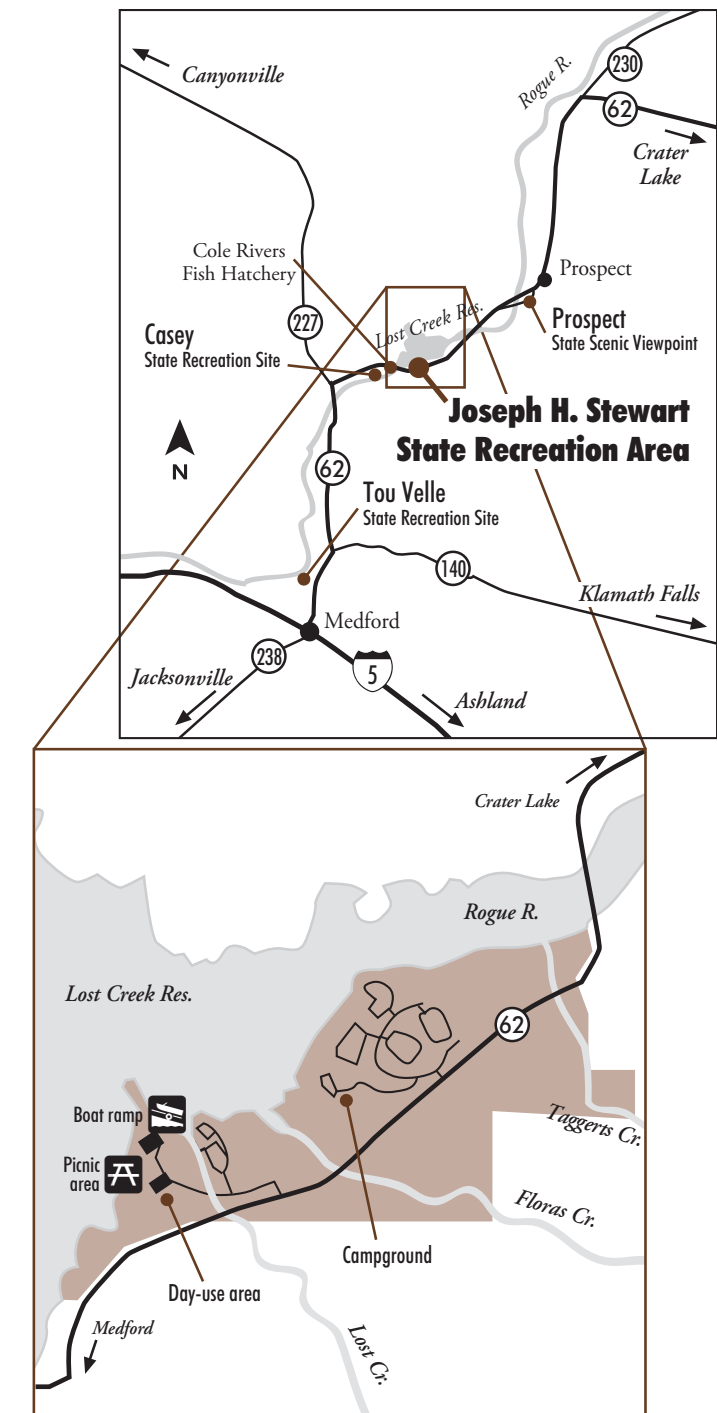 Canyonville
Rogue R.
230
62
Crater
Lake
Cole Rivers
Fish Hatchery
Prospect
227
Lost Creek Res.
Prospect
State Scenic Viewpoint
Casey
State Recreation Site
Joseph H. Stewart
State Recreation Area
N
62
Tou Velle
State Recreation Site
140
Klamath Falls
Medford
238
Jacksonville
5
Ashland
Crater Lake
Rogue R.
Lost Creek Res.
62
Boat ramp
Taggerts Cr.
Picnic
area
Floras Cr.
Campground
Day-use area
Medford
Lost Cr.